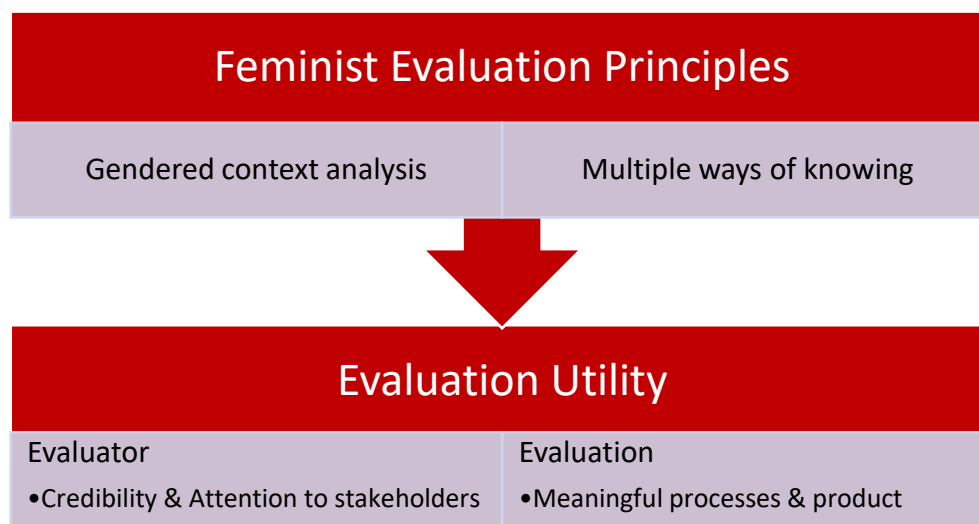 Feminist Evaluation Principles
Gendered context analysis
Multiple ways of knowing
Evaluation Utility
Evaluator
•Credibility & Attention to stakeholders
Evaluation
•Meaningful processes & product